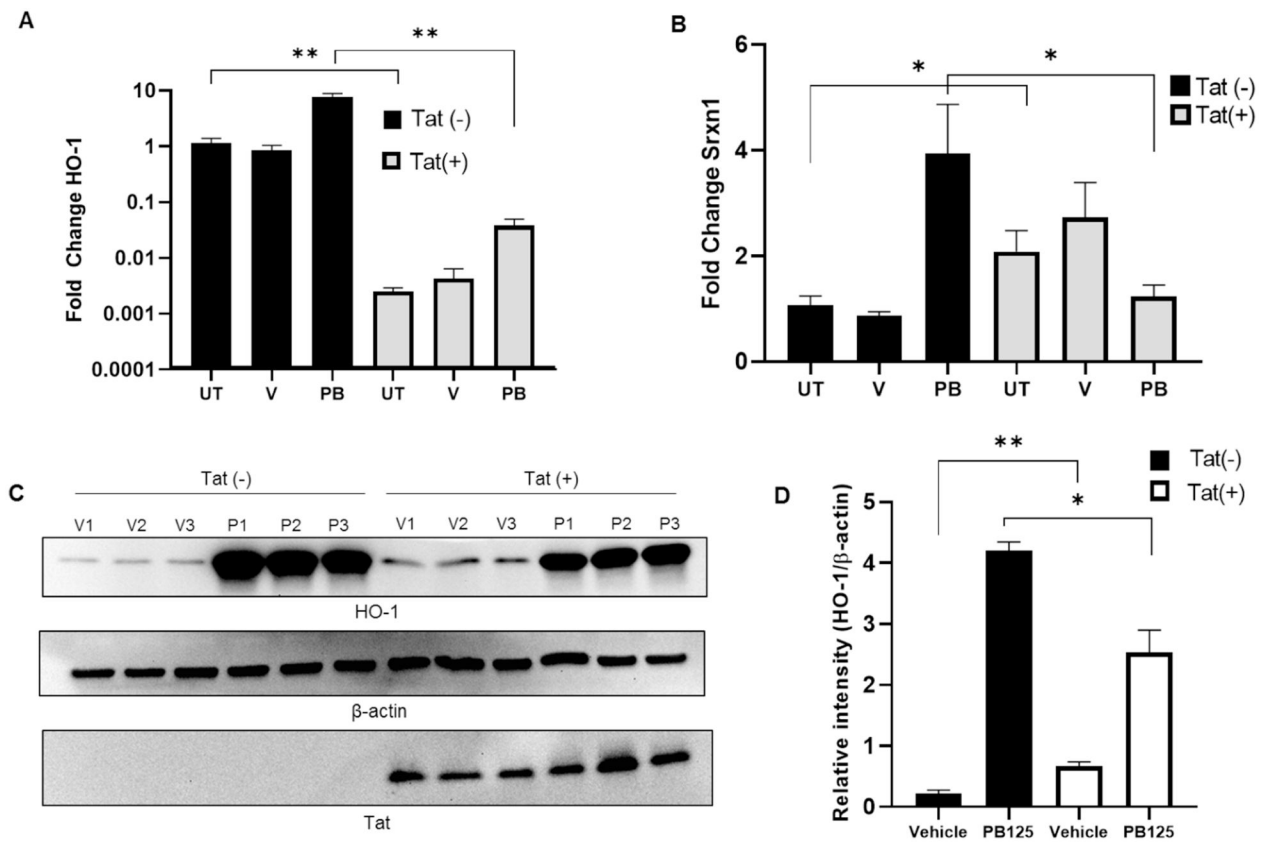 A
**
**
Fold Change HO-1
10
1
0.1
0.01
0.001
0.0001
Tat (-)
Tat(+)
UT V PB UT V PB
B
*
*
Fold Change Srxn1
6
4
2
0
Tat (-)
Tat(+)
UT V PB UT V PB
C
Tat (-) Tat (+)
V1 V2 V3 P1 P2 P3 V1 V2 V3 P1 P2 P3
HO-1
β-actin
Tat
D
**
*
Tat(-)
Tat(+)
Relative intensity (HO-1/β-actin)
5
4
3
2
1
0
Vehicle PB125 Vehicle PB125